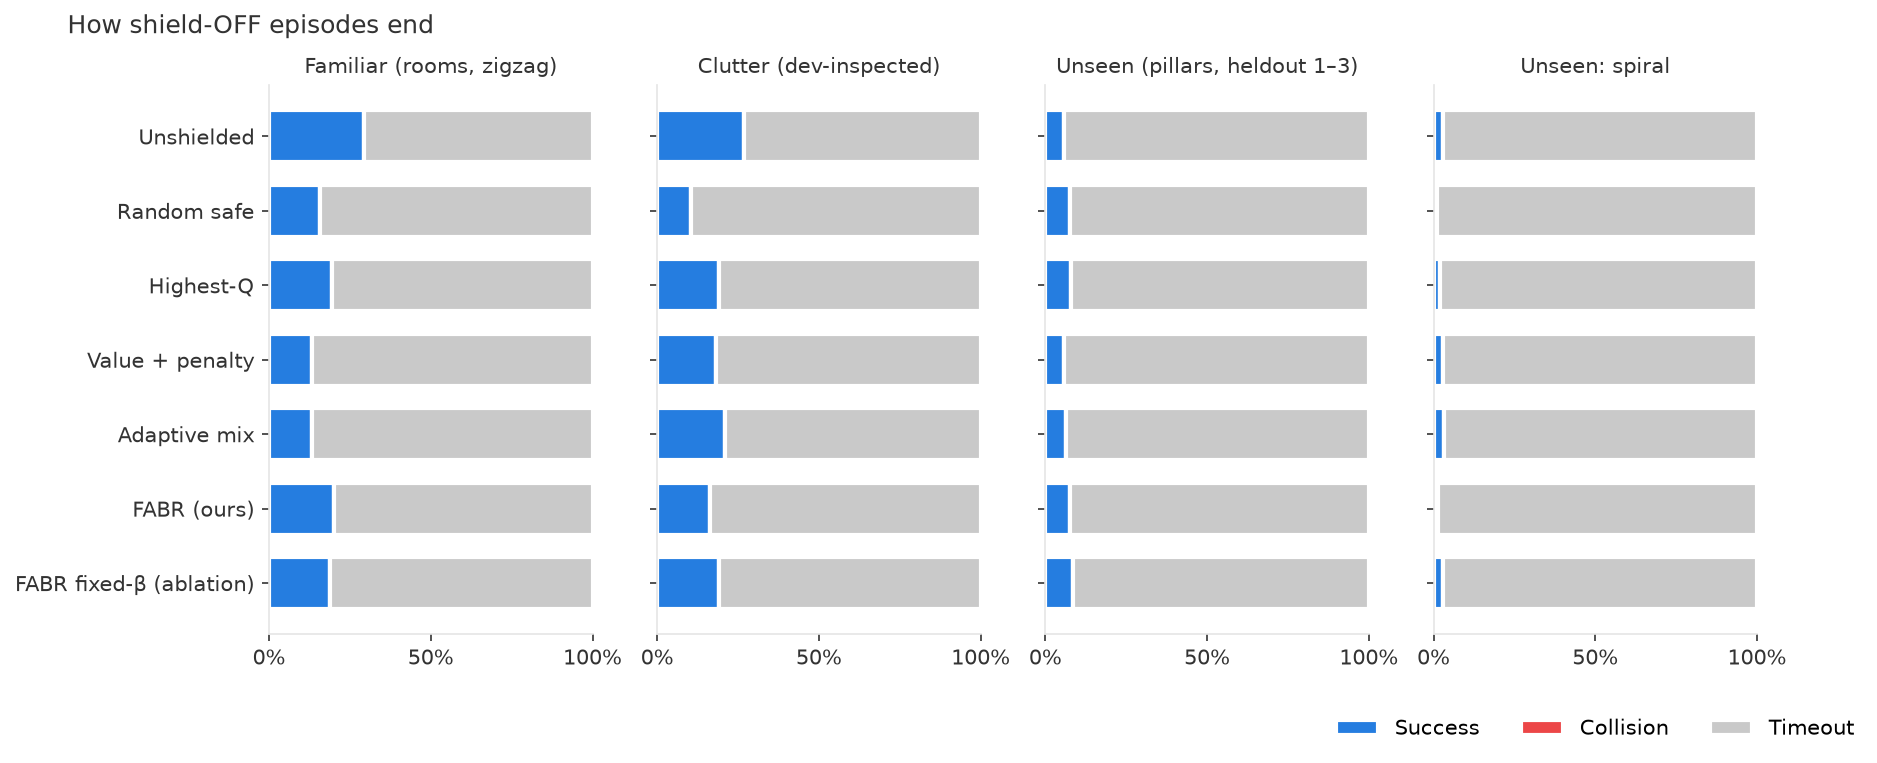 How shield-OFF episodes end
Familiar (rooms, zigzag)
Clutter (dev-inspected)
Unseen (pillars, heldout 1–3)
Unseen: spiral
Unshielded
Random safe
Highest-Q
Value + penalty
Adaptive mix
FABR (ours)
FABR fixed-β (ablation)
0% 50% 100% 0% 50% 100% 0% 50% 100% 0% 50% 100%
Success Collision Timeout